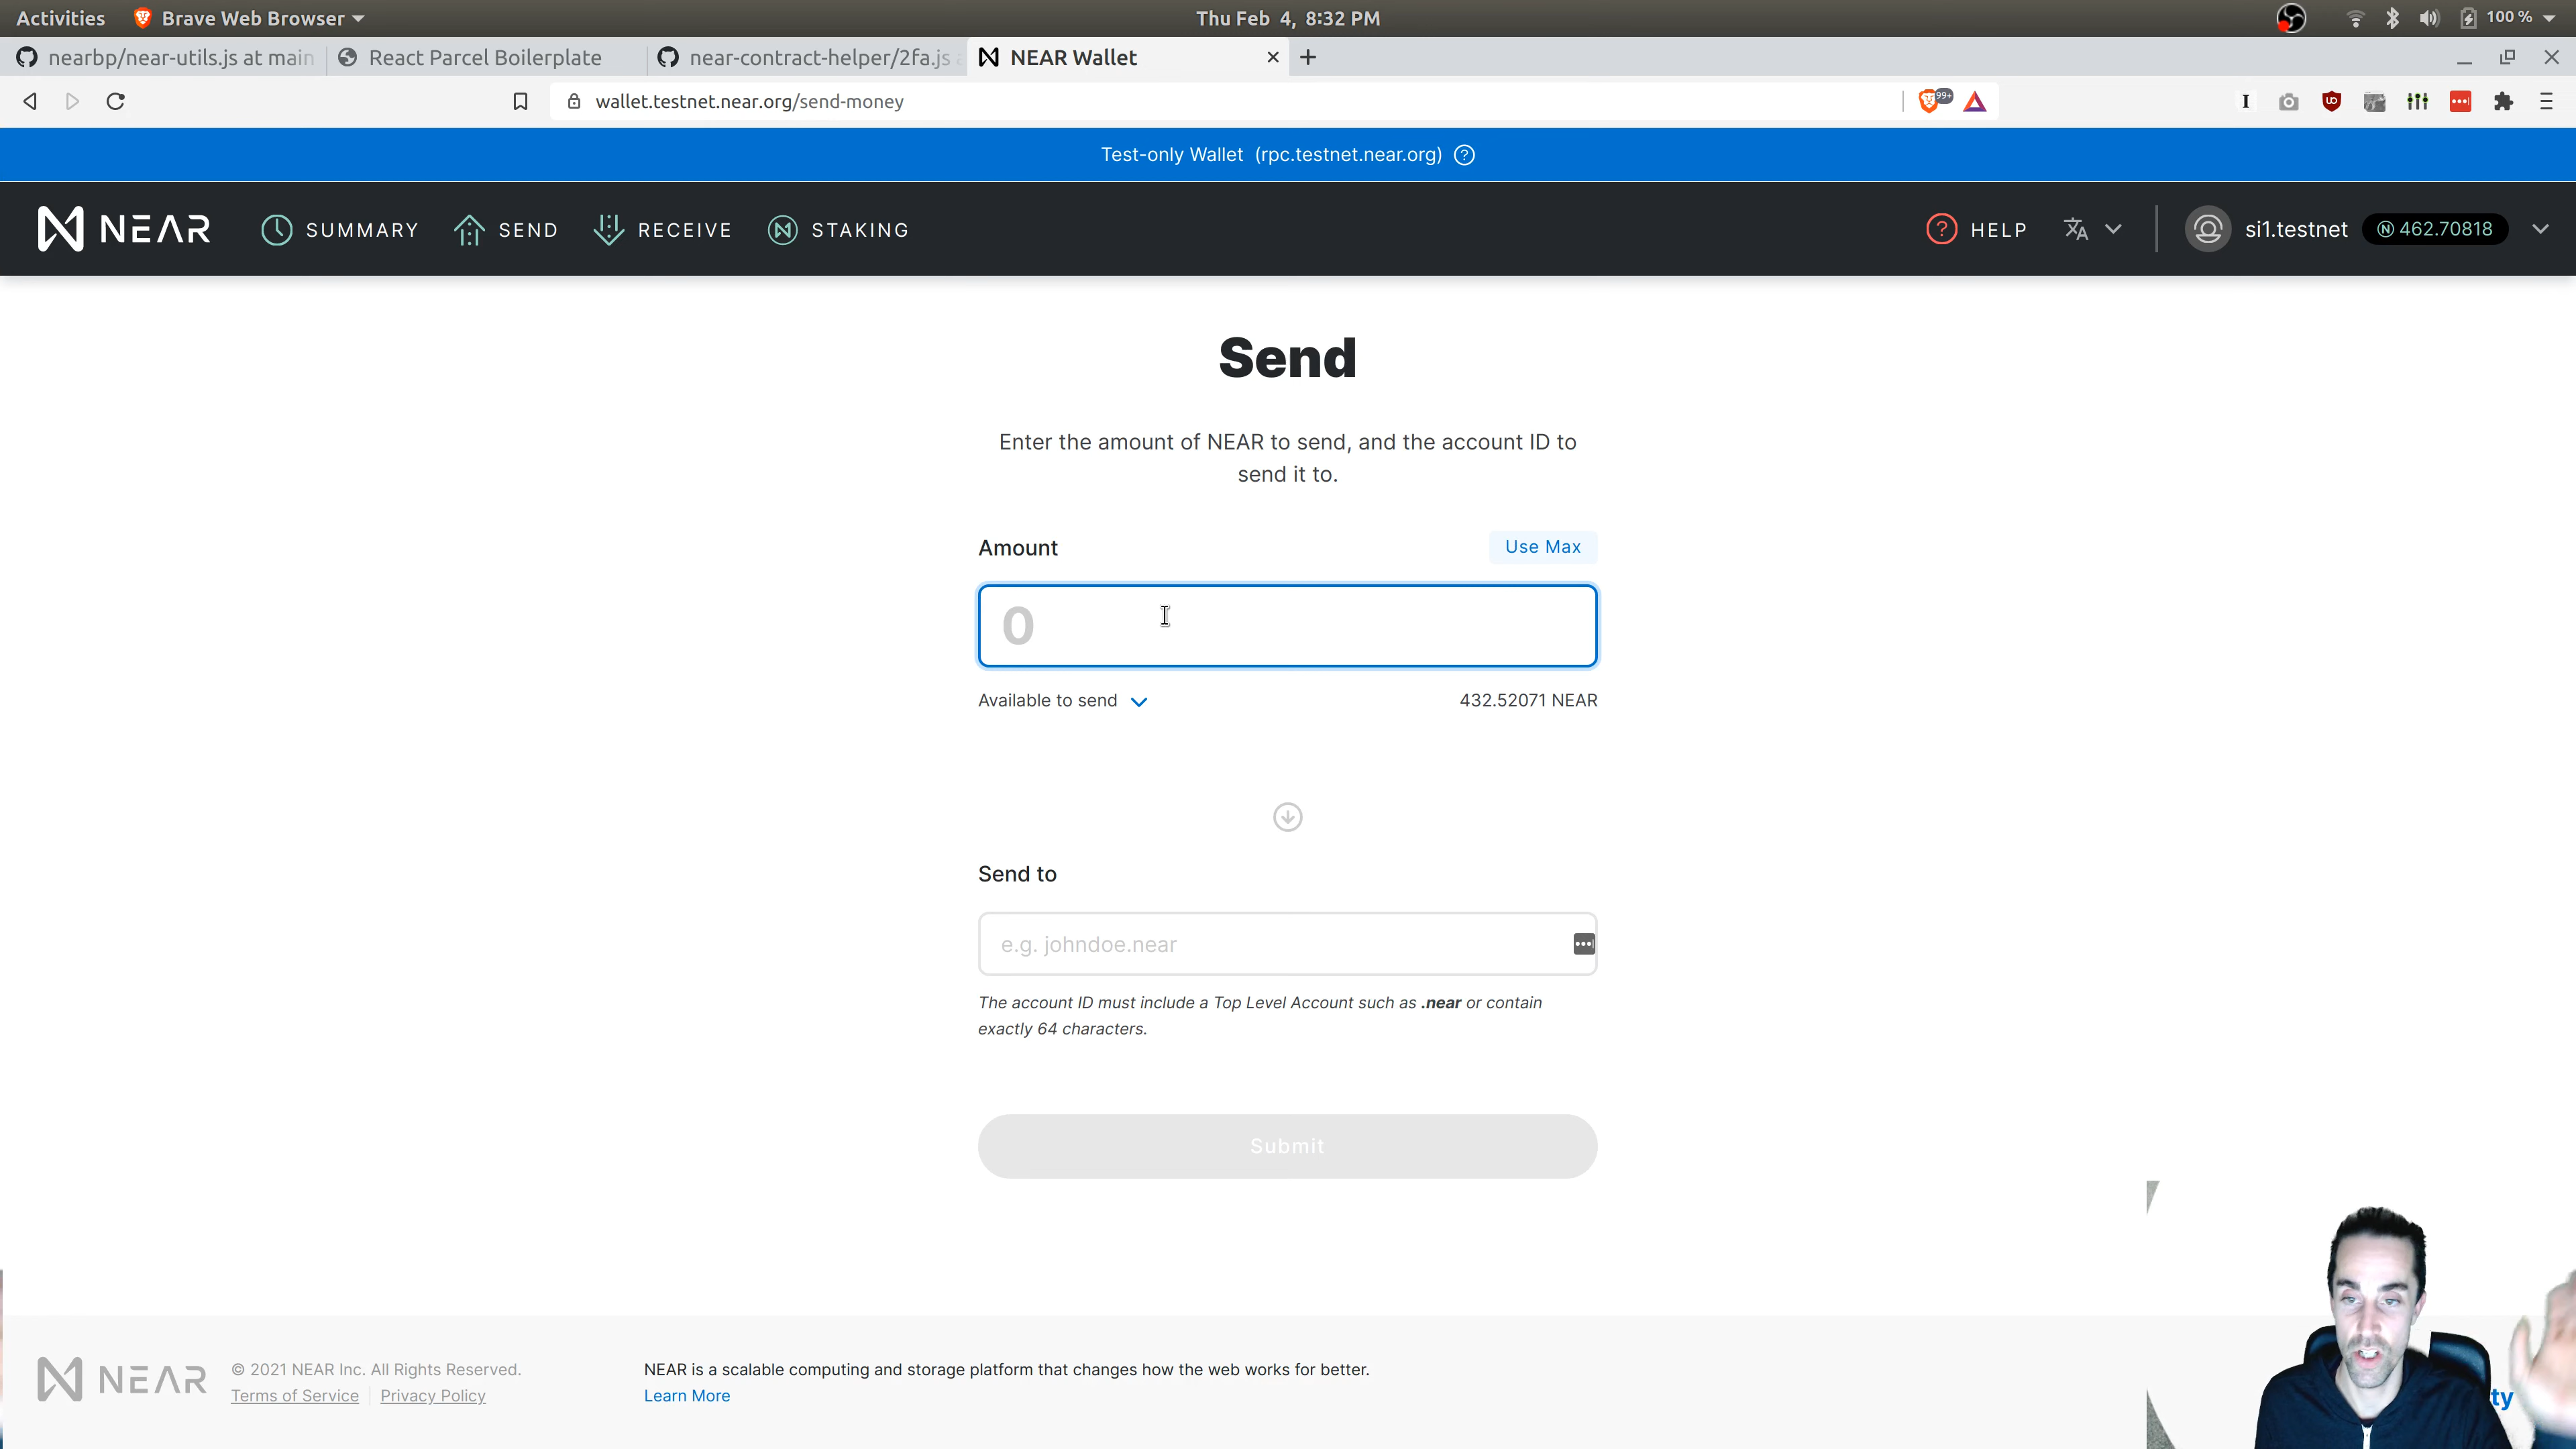 Activities Brave Web Browser Thu Feb 4, 8:32 PM 100 %
nearbp/near-utils.js at main React Parcel Boilerplate near-contract-helper/2fa.js a NEAR Wallet
wallet.testnet.near.org/send-money 99+
Test-only Wallet (rpc.testnet.near.org) ?
NEAR SUMMARY SEND RECEIVE STAKING ? HELP si1.testnet 462.70818
Send
Enter the amount of NEAR to send, and the account ID to
send it to.
Amount Use Max
0
Available to send 432.52071 NEAR
Send to
e.g. johndoe.near
The account ID must include a Top Level Account such as .near or contain
exactly 64 characters.
Submit
NEAR © 2021 NEAR Inc. All Rights Reserved. NEAR is a scalable computing and storage platform that changes how the web works for better.
Terms of Service Privacy Policy Learn More ty